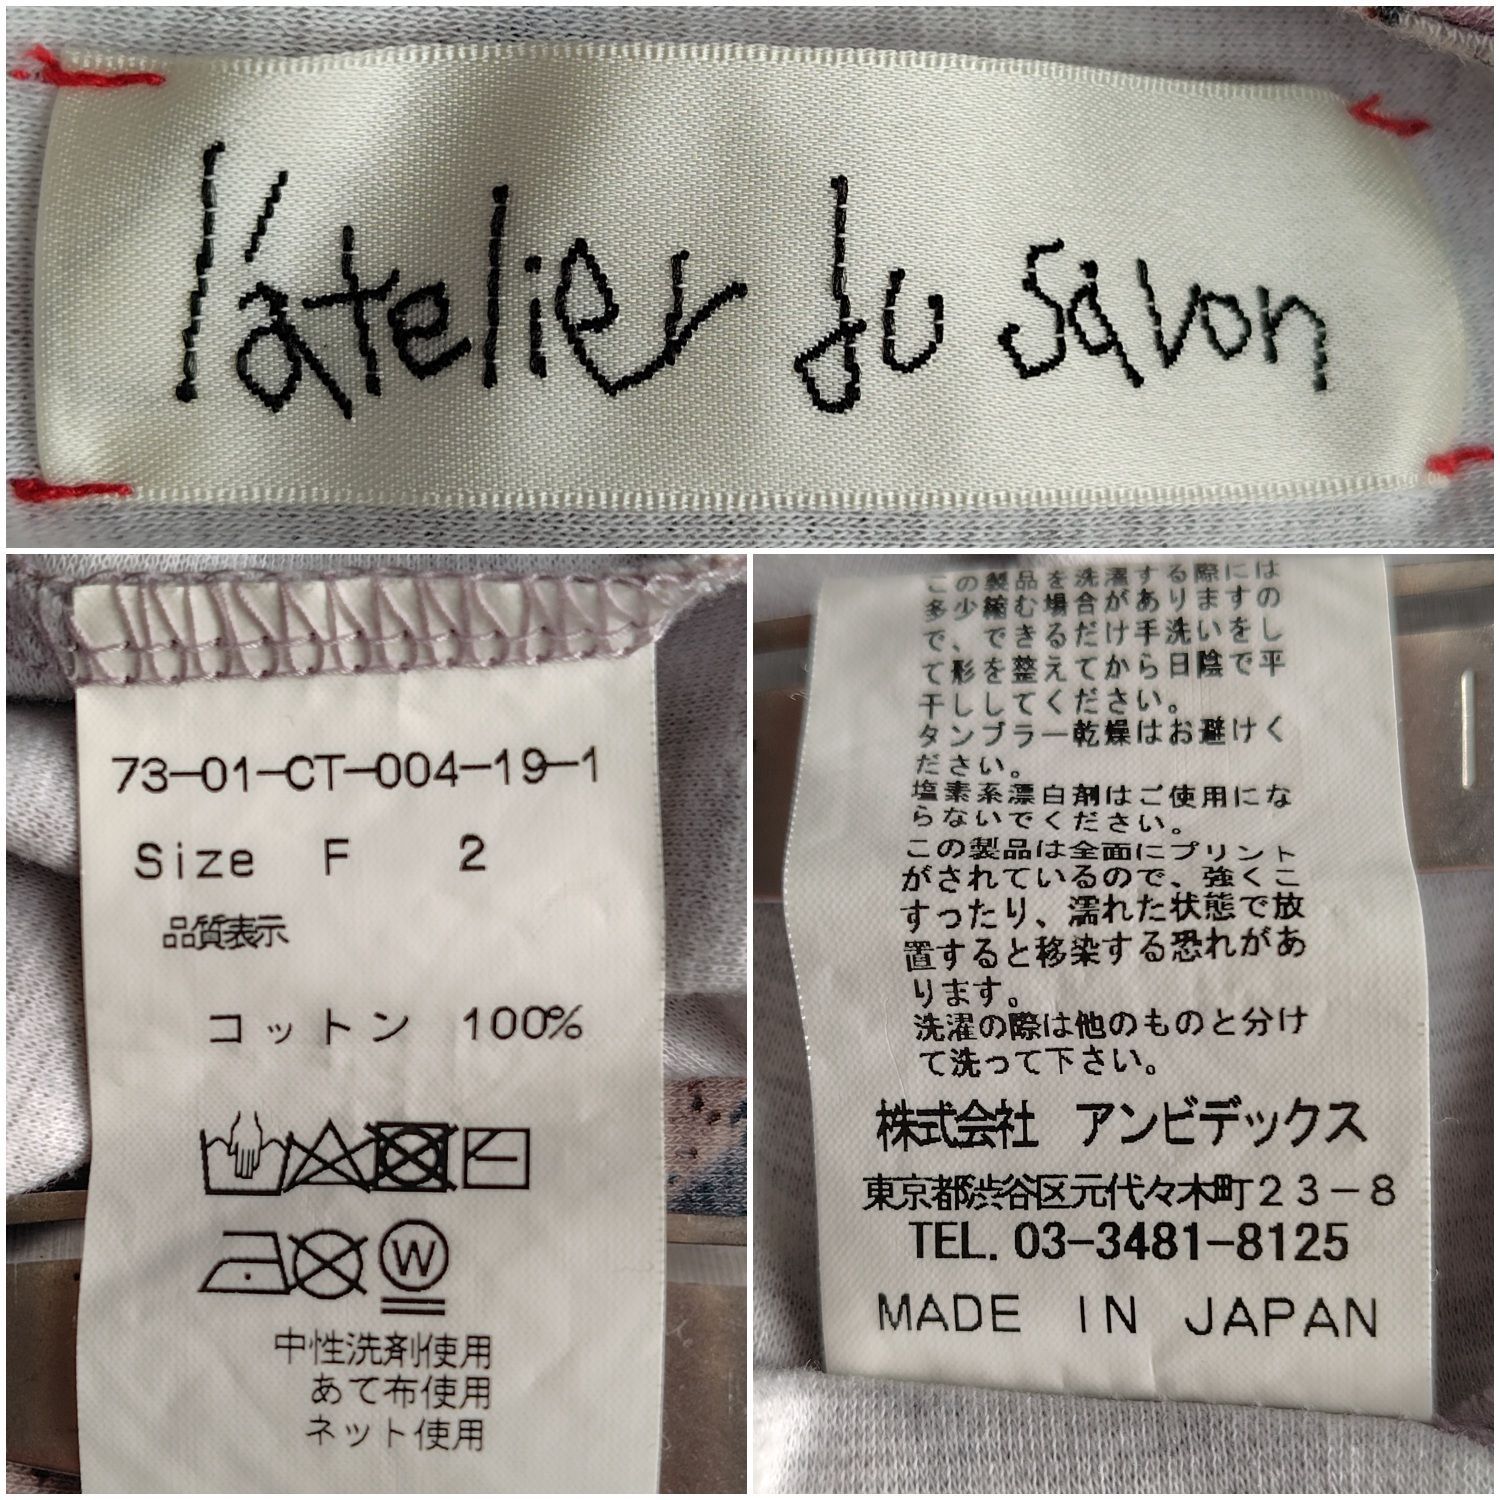 l'atelier du savon
73-01-CT-004-19-1
Size F 2
品質表示
コットン 100%
W
中性洗剤使用
あて布使用
ネット使用
この製品を洗濯する際には
多少縮む場合がありますの
で、できるだけ手洗いをし
て形を整えてから日陰で平
干ししてください。
タンブラー乾燥はお避けく
ださい。
塩素系漂白剤はご使用にな
らないでください。
この製品は全面にプリント
がされているので、強くこ
すったり、濡れた状態で放
置すると移染する恐れがあ
ります。
洗濯の際は他のものと分け
て洗って下さい。
株式会社 アンビデックス
東京都渋谷区元代々木町23-8
TEL. 03-3481-8125
MADE IN JAPAN